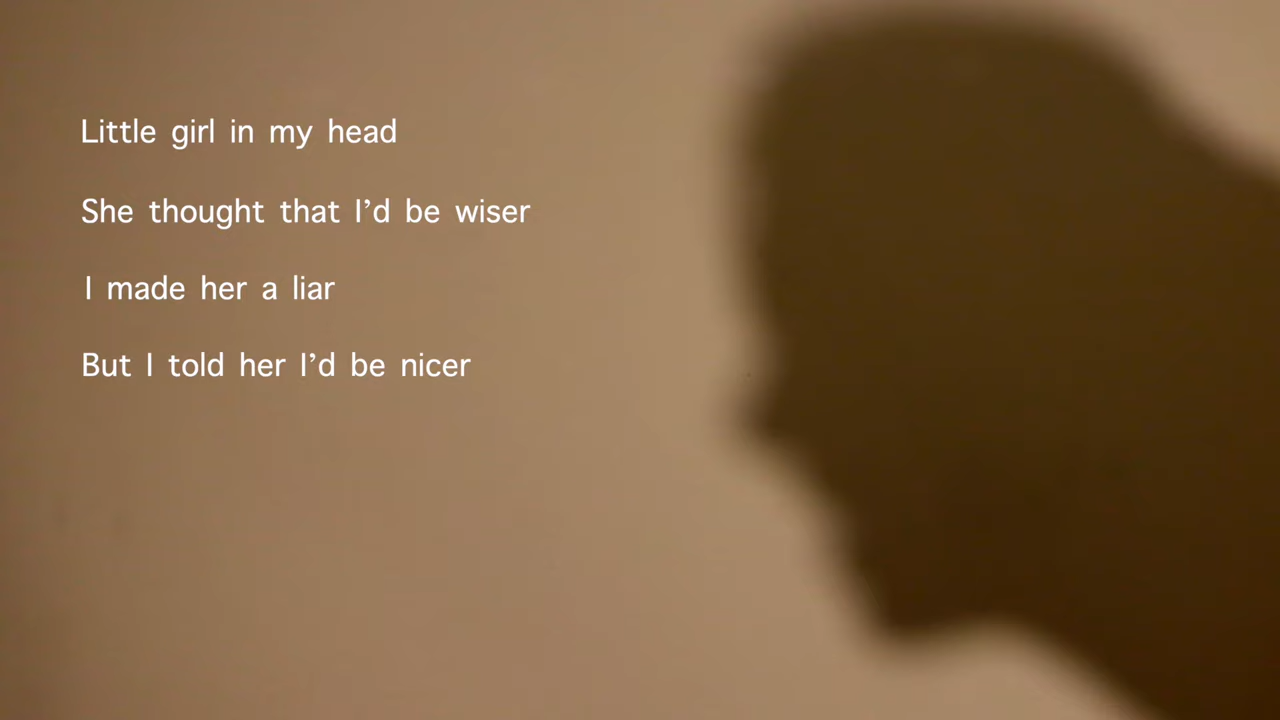 Little girl in my head
She thought that I’d be wiser
I made her a liar
But I told her I’d be nicer